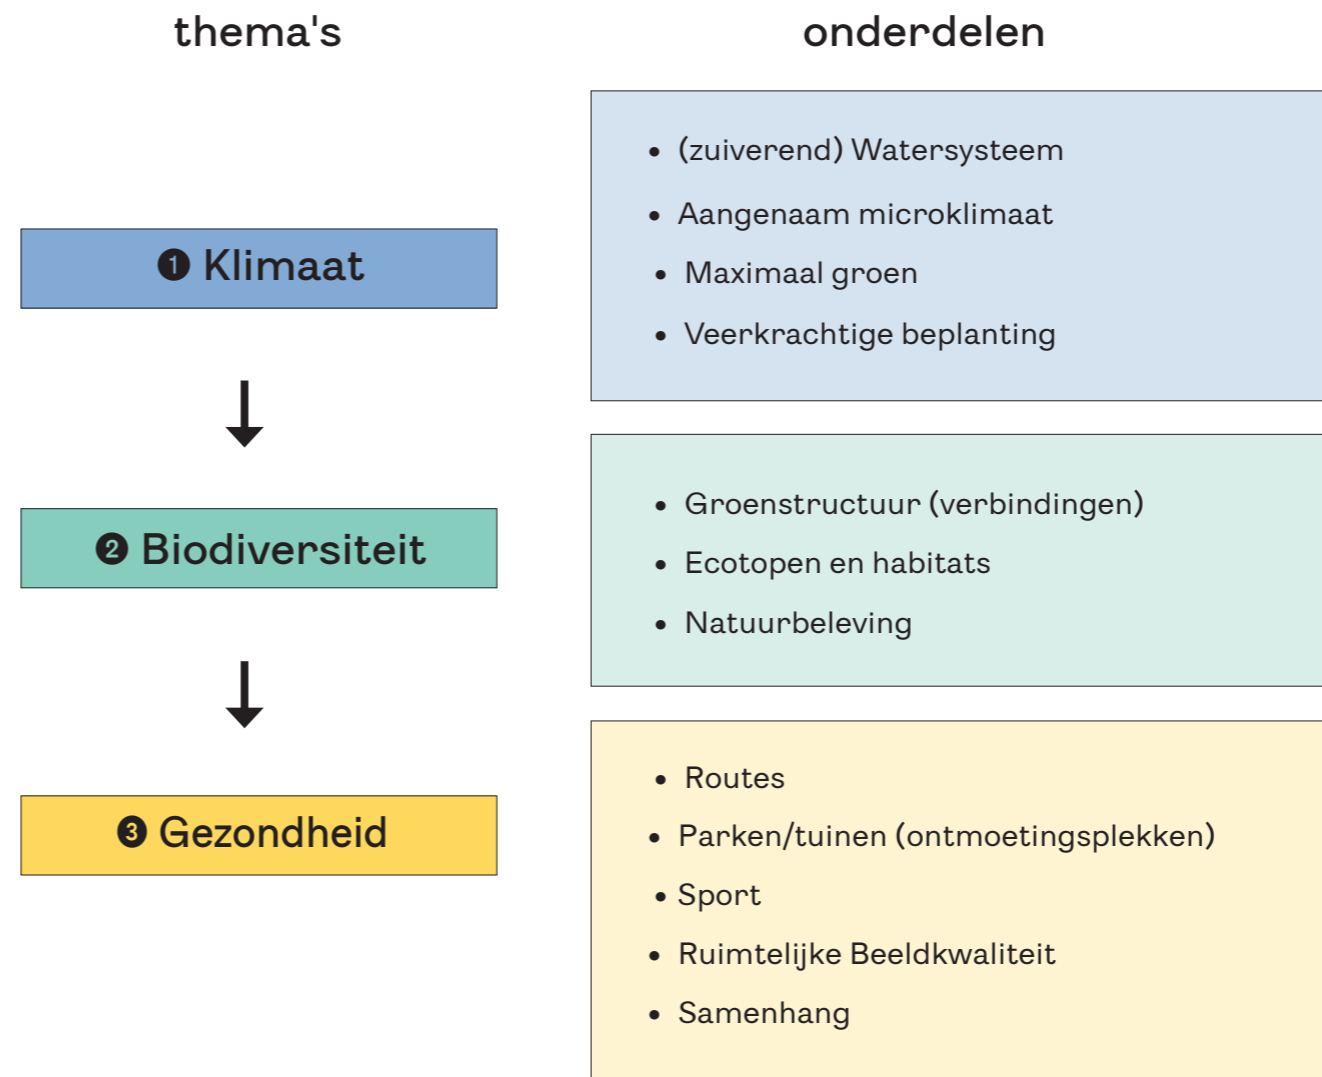 thema's
onderdelen
❶ Klimaat
• (zuiverend) Watersysteem
• Aangenaam microklimaat
• Maximaal groen
• Veerkrachtige beplanting
❷ Biodiversiteit
• Groenstructuur (verbindingen)
• Ecotopen en habitats
• Natuurbeleving
❸ Gezondheid
• Routes
• Parken/tuinen (ontmoetingsplekken)
• Sport
• Ruimtelijke Beeldkwaliteit
• Samenhang